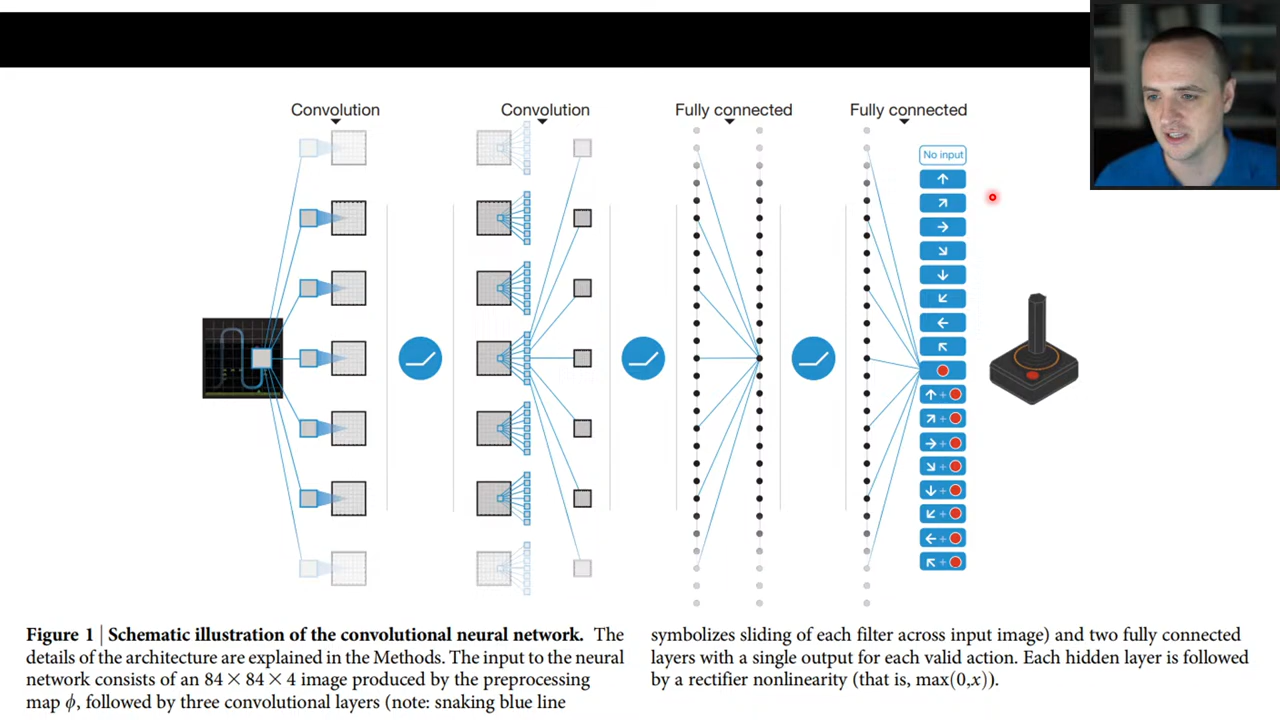 Convolution
Convolution
Fully connected
Fully connected
No input
Figure 1 | Schematic illustration of the convolutional neural network. The
details of the architecture are explained in the Methods. The input to the neural
network consists of an 84 × 84 × 4 image produced by the preprocessing
map ϕ, followed by three convolutional layers (note: snaking blue line
symbolizes sliding of each filter across input image) and two fully connected
layers with a single output for each valid action. Each hidden layer is followed
by a rectifier nonlinearity (that is, max(0,x)).